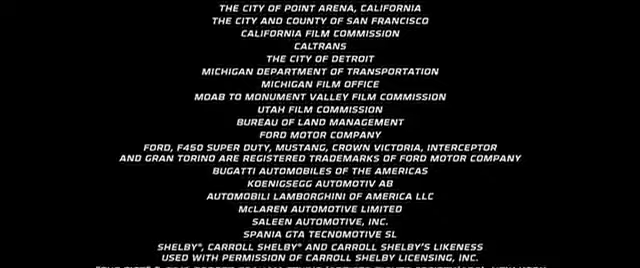 THE CITY OF POINT ARENA, CALIFORNIA
THE CITY AND COUNTY OF SAN FRANCISCO
CALIFORNIA FILM COMMISSION
CALTRANS
THE CITY OF DETROIT
MICHIGAN DEPARTMENT OF TRANSPORTATION
MICHIGAN FILM OFFICE
MOAB TO MONUMENT VALLEY FILM COMMISSION
UTAH FILM COMMISSION
BUREAU OF LAND MANAGEMENT
FORD MOTOR COMPANY
FORD, F450 SUPER DUTY, MUSTANG, CROWN VICTORIA, INTERCEPTOR
AND GRAN TORINO ARE REGISTERED TRADEMARKS OF FORD MOTOR COMPANY
BUGATTI AUTOMOBILES OF THE AMERICAS
KOENIGSEGG AUTOMOTIV AB
AUTOMOBILI LAMBORGHINI OF AMERICA LLC
McLAREN AUTOMOTIVE LIMITED
SALEEN AUTOMOTIVE, INC.
SPANIA GTA TECNOMOTIVE SL
SHELBY®, CARROLL SHELBY® AND CARROLL SHELBY'S LIKENESS
USED WITH PERMISSION OF CARROLL SHELBY LICENSING, INC.